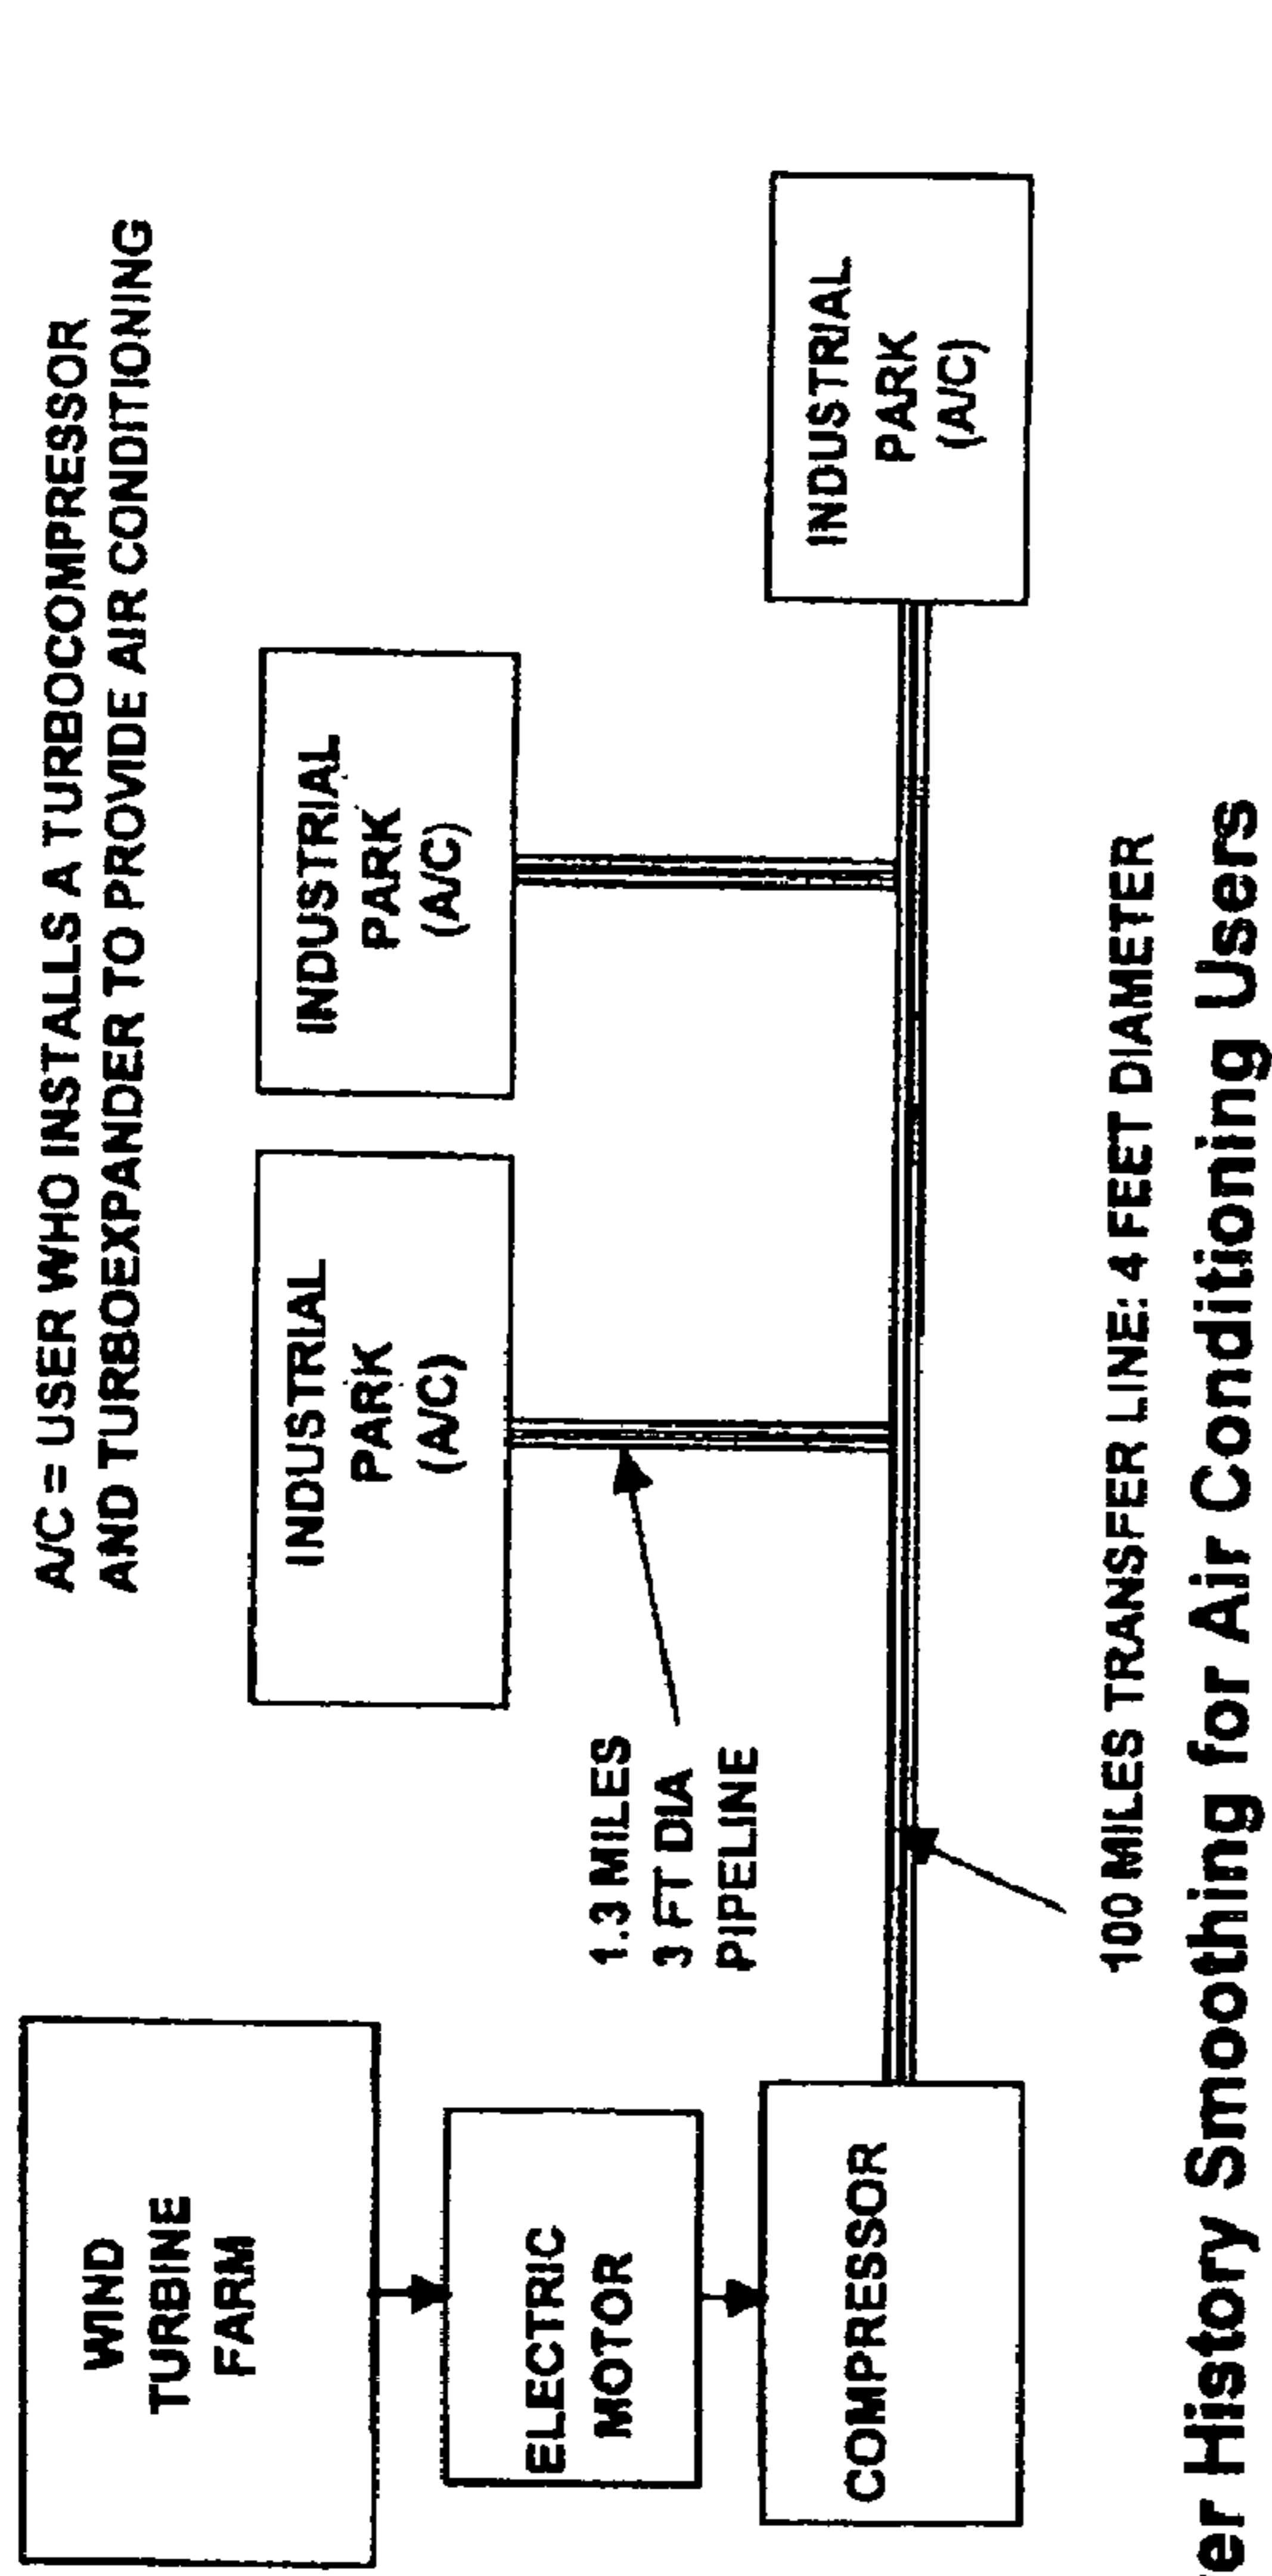 A/C = USER WHO INSTALLS A TURBOCOMPRESSOR
AND TURBOEXPANDER TO PROVIDE AIR CONDITIONING
WIND
TURBINE
FARM
ELECTRIC
MOTOR
COMPRESSOR
1.3 MILES
3 FT DIA
PIPELINE
INDUSTRIAL
PARK
(A/C)
INDUSTRIAL
PARK
(A/C)
INDUSTRIAL
PARK
(A/C)
100 MILES TRANSFER LINE: 4 FEET DIAMETER
History Smoothing for Air Conditioning Users